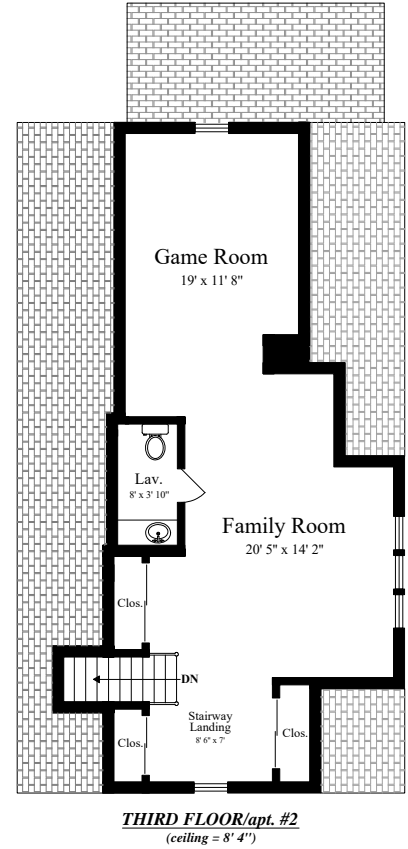 Game Room
19' x 11' 8"
Lav.
8' x 3' 10"
Family Room
20' 5" x 14' 2"
Clos.
DN
Stairway
Landing
8' 6" x 7'
Clos.
Clos.
THIRD FLOOR/apt. #2
(ceiling = 8' 4")